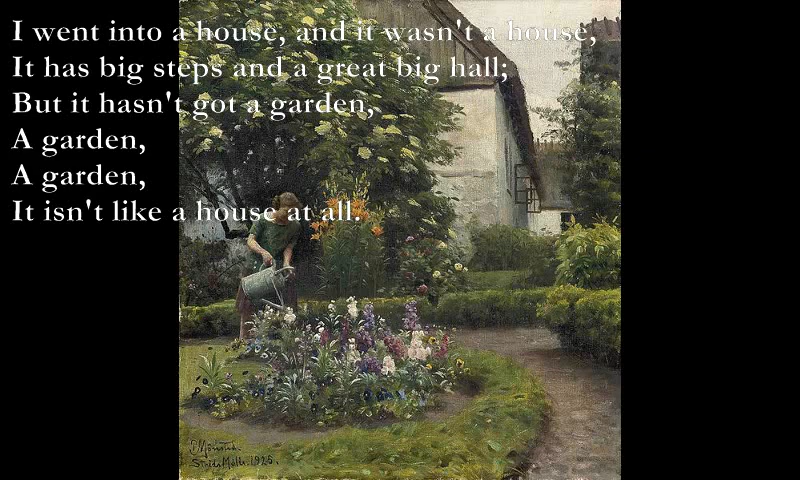 I went into a house, and it wasn't a house,
It has big steps and a great big hall;
But it hasn't got a garden,
A garden,
A garden,
It isn't like a house at all.